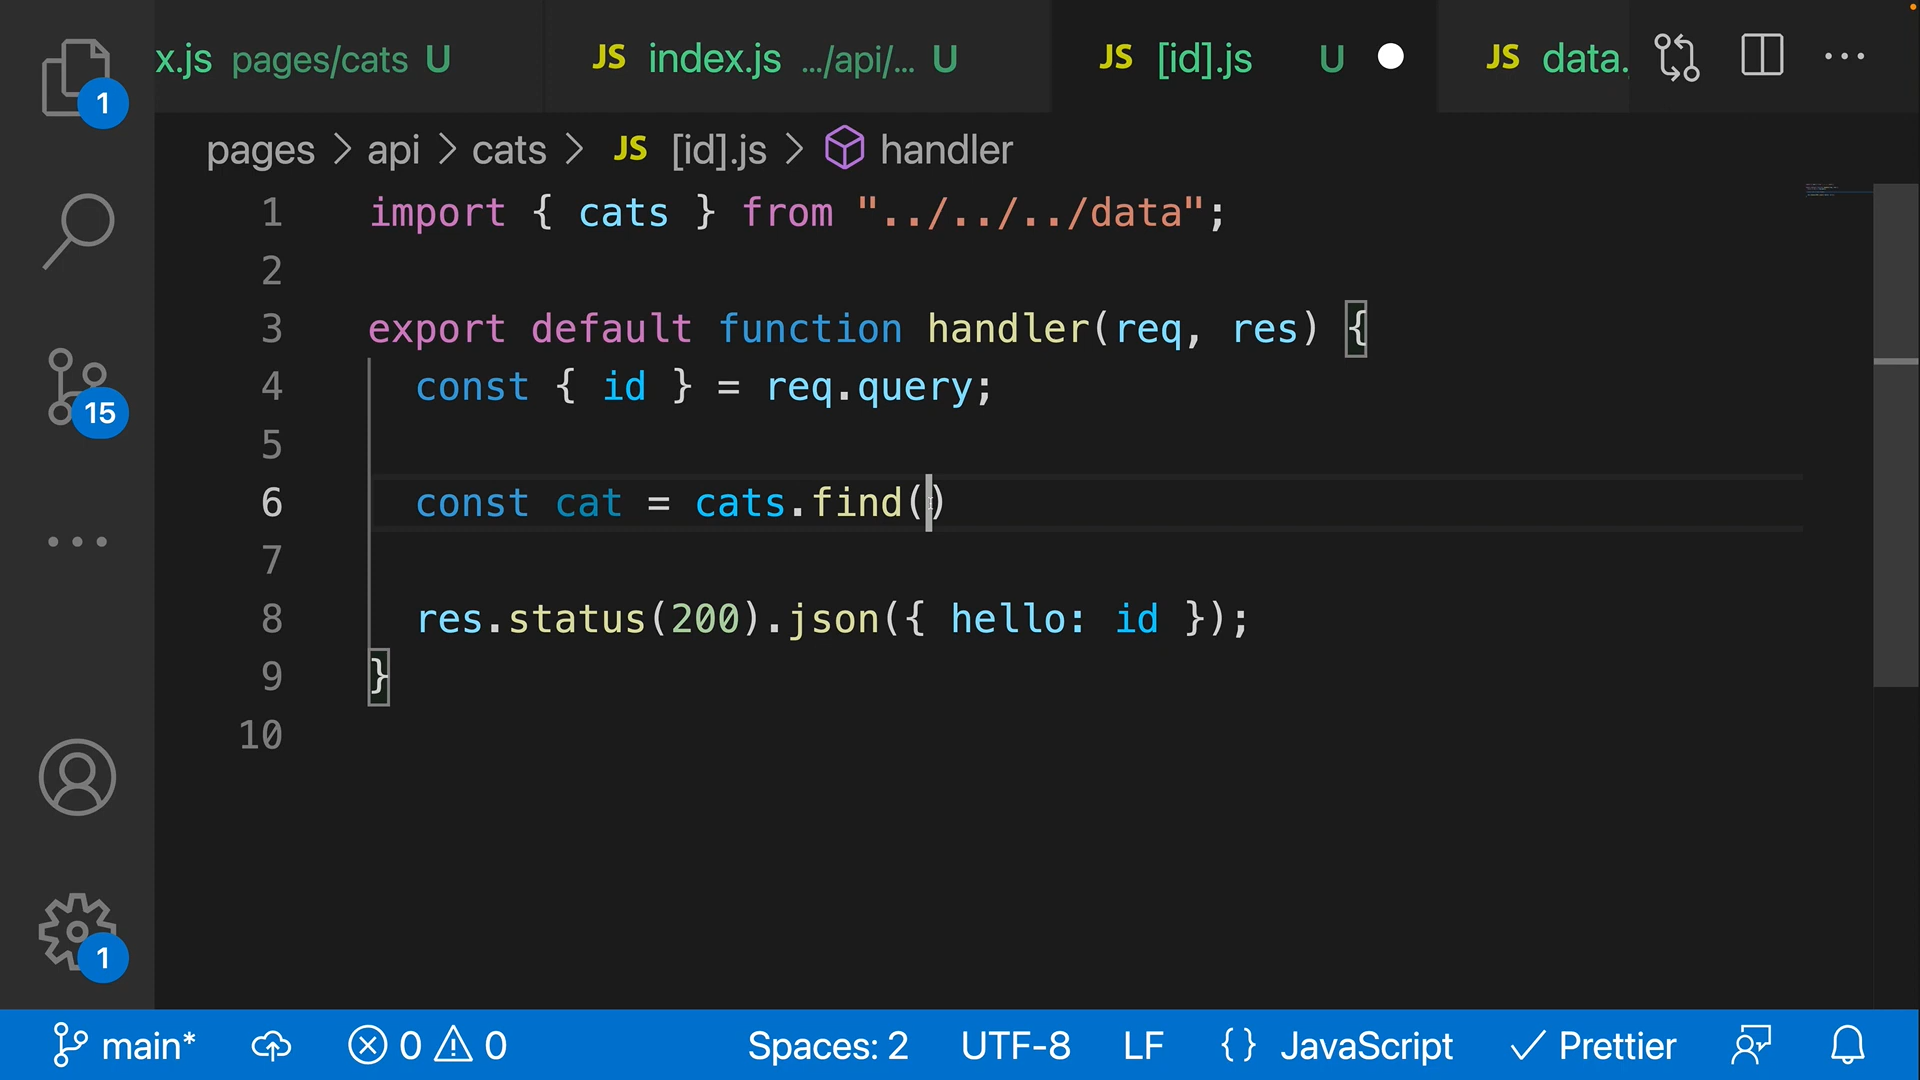 x.js pages/cats U JS index.js .../api/... U JS [id].js U JS data.
pages > api > cats > JS [id].js > handler
1 import { cats } from "../../../data";
2
3 export default function handler(req, res) {
4 const { id } = req.query;
5
6 const cat = cats.find()
7
8 res.status(200).json({ hello: id });
9 }
10
1
15
1
main* 0 0 Spaces: 2 UTF-8 LF {} JavaScript Prettier